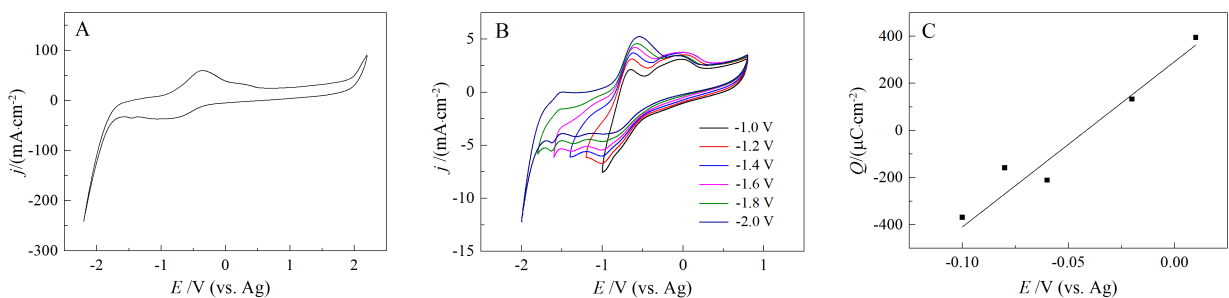 A
100
50
0
-50
-100
-200
-300
j/(mA·cm⁻²)
-2
-1
0
1
2
E /V (vs. Ag)
B
5
0
-5
-10
-15
j /(mA·cm⁻²)
-1.0 V
-1.2 V
-1.4 V
-1.6 V
-1.8 V
-2.0 V
-2
-1
0
1
E /V (vs. Ag)
C
400
200
0
-200
-400
Q/(μC·cm⁻²)
-0.10
-0.05
0.00
E /V (vs. Ag)